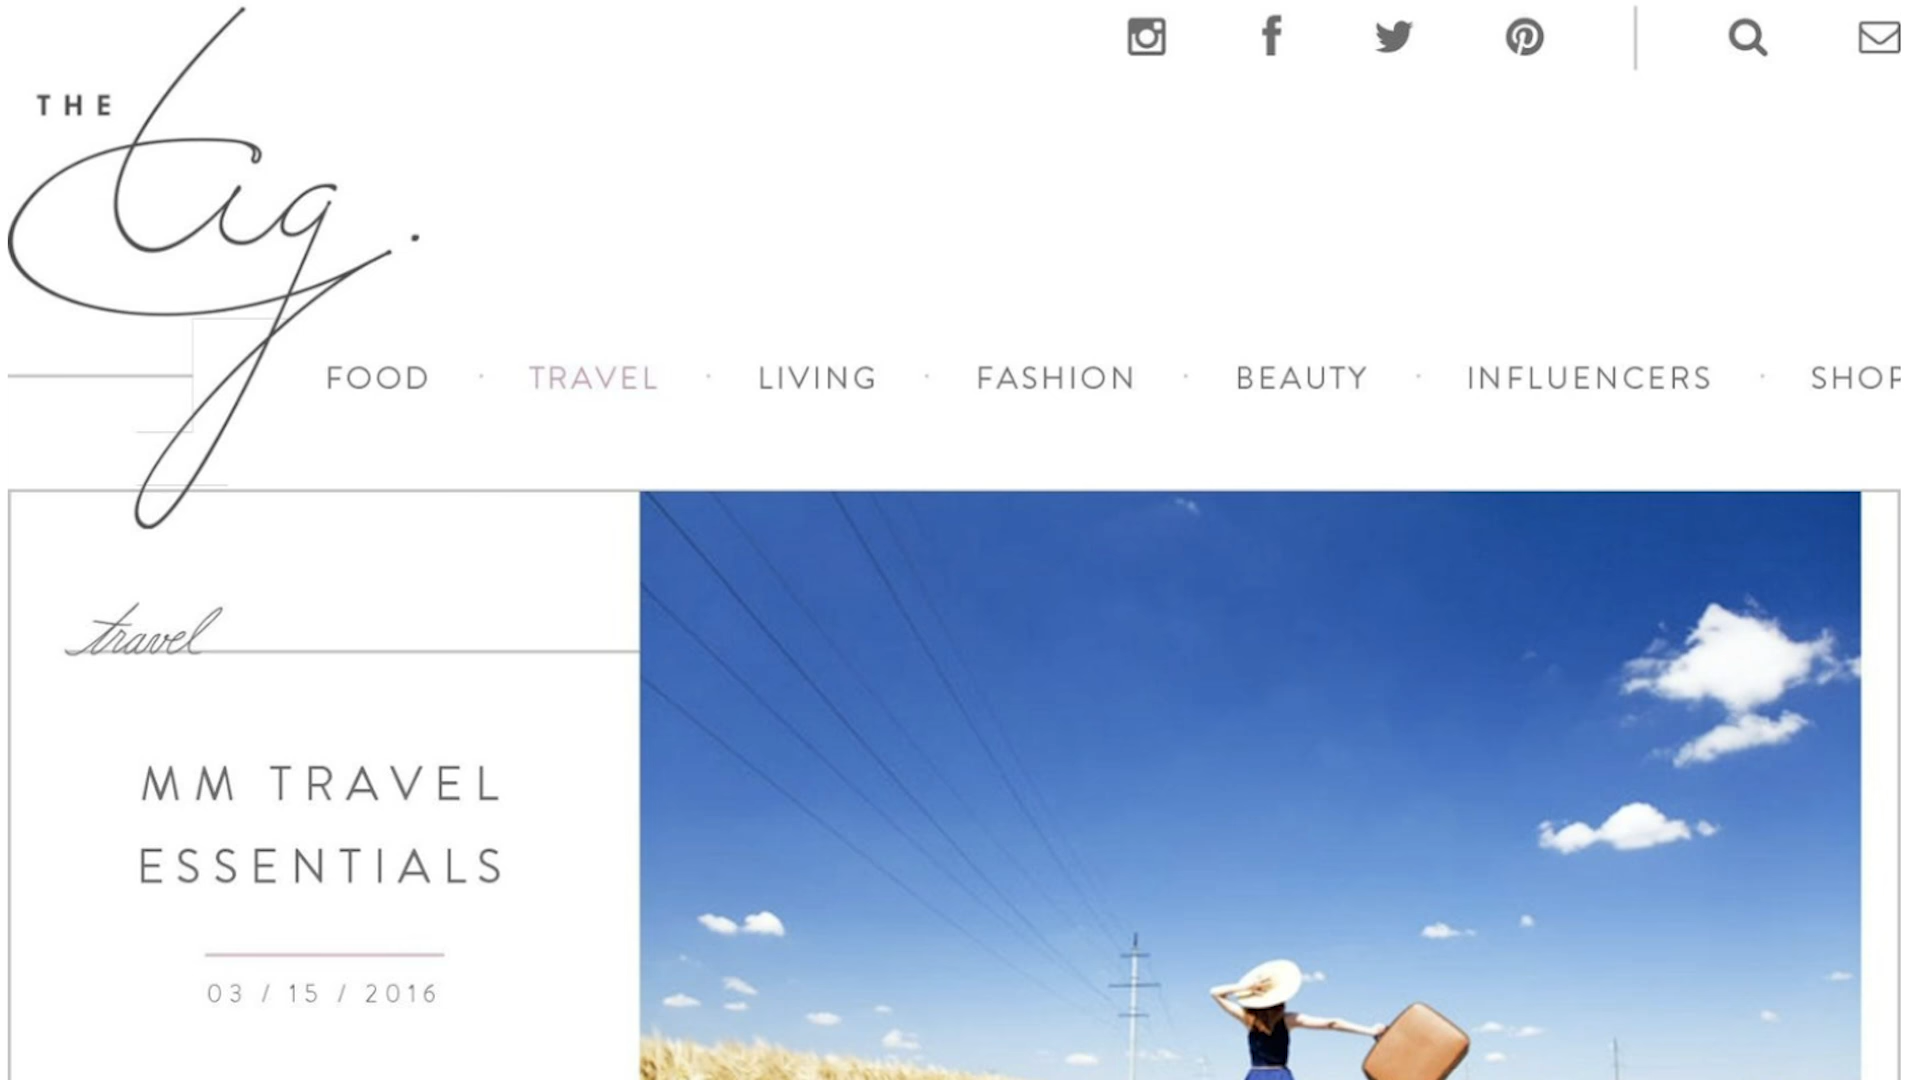 THE
tig.
FOOD · TRAVEL · LIVING · FASHION · BEAUTY · INFLUENCERS · SHOP
travel
MM TRAVEL
ESSENTIALS
03 / 15 / 2016